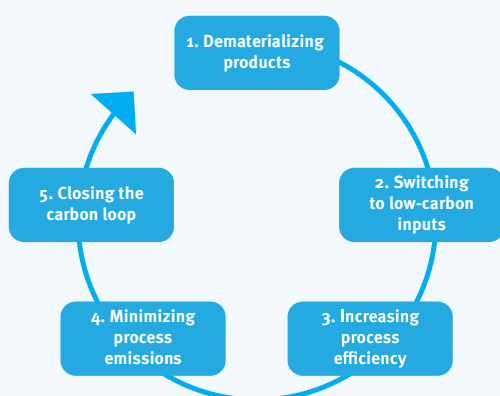 1. Dematerializing
products
2. Switching
to low-carbon
inputs
3. Increasing
process
efficiency
4. Minimizing
process
emissions
5. Closing the
carbon loop